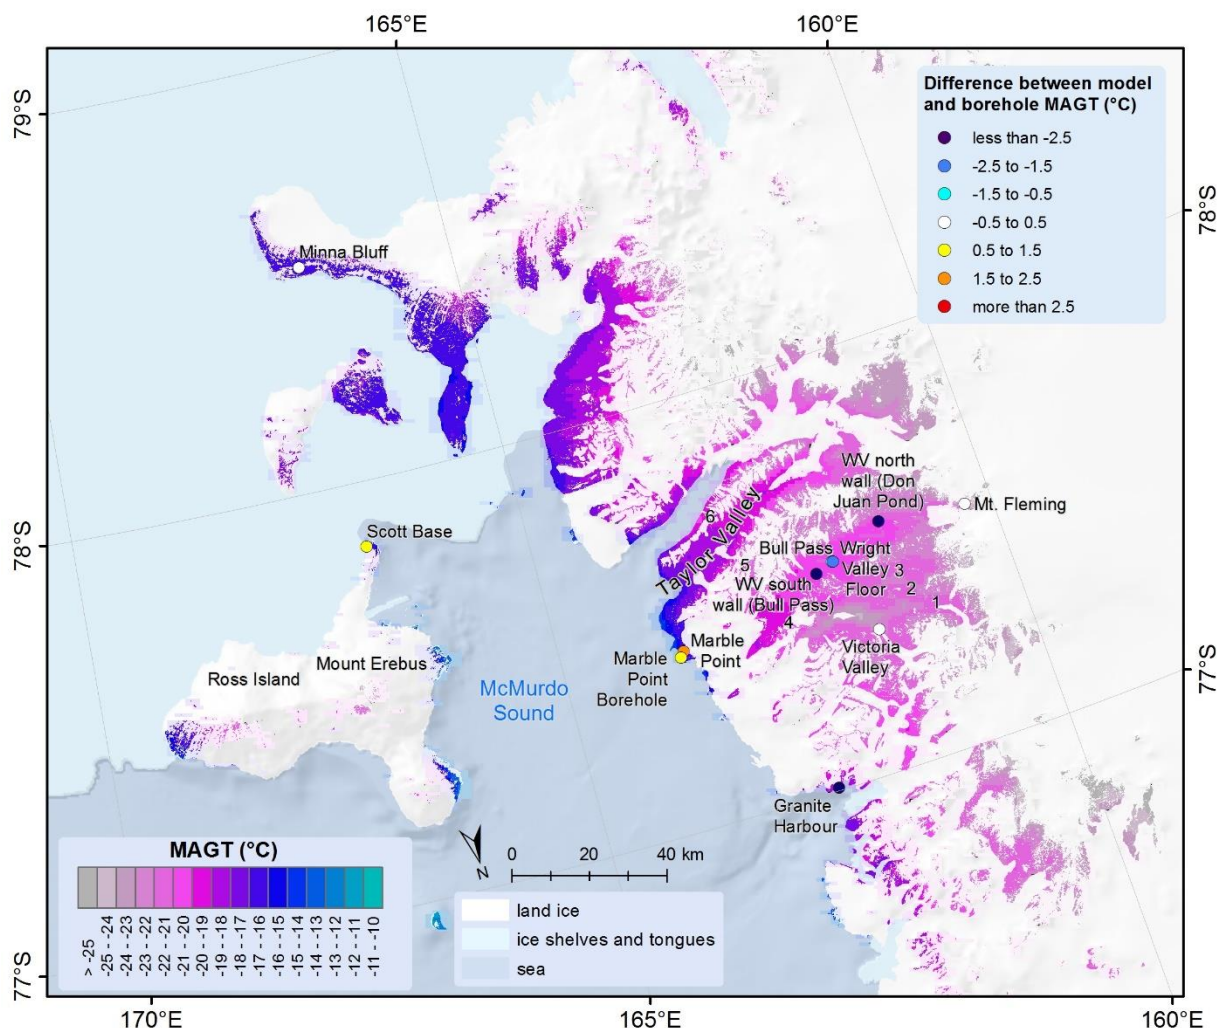 165°E
160°E
79°S
78°S
Difference between model
and borehole MAGT (°C)
less than -2.5
-2.5 to -1.5
-1.5 to -0.5
-0.5 to 0.5
0.5 to 1.5
1.5 to 2.5
more than 2.5
Minna Bluff
WV north
wall (Don
Juan Pond)
Mt. Fleming
6
Taylor Valley
Scott Base
78°S
Bull Pass
Wright
Valley
Floor
3
2
1
5
WV south
wall (Bull Pass)
4
Marble
Point
Marble
Point
Borehole
Victoria
Valley
77°S
Mount Erebus
Ross Island
McMurdo
Sound
Granite
Harbour
MAGT (°C)
> -25
-25 - -24
-24 - -23
-23 - -22
-22 - -21
-21 - -20
-20 - -19
-19 - -18
-18 - -17
-17 - -16
-16 - -15
-15 - -14
-14 - -13
-13 - -12
-12 - -11
-11 - -10
N
0 20 40 km
land ice
ice shelves and tongues
sea
77°S
170°E
165°E
160°E